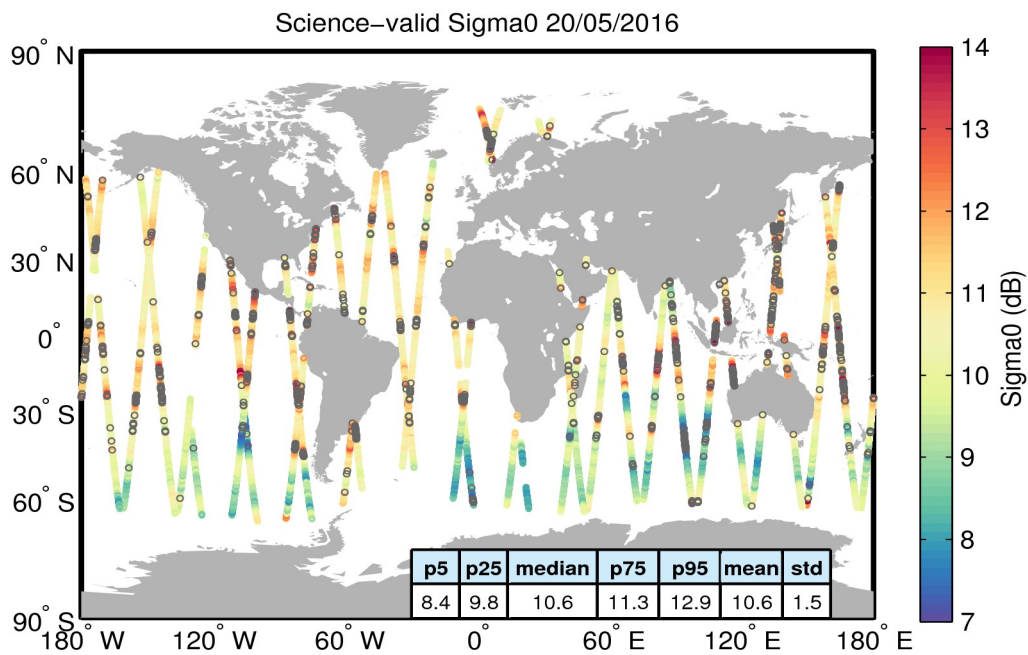 Science−valid Sigma0 20/05/2016
90° N
60° N
30° N
0°
30° S
60° S
90° S
180° W
120° W
60° W
0°
60° E
120° E
180° E
p5 p25 median p75 p95 mean std
8.4 9.8 10.6 11.3 12.9 10.6 1.5
14
13
12
11
10
9
8
7
Sigma0 (dB)